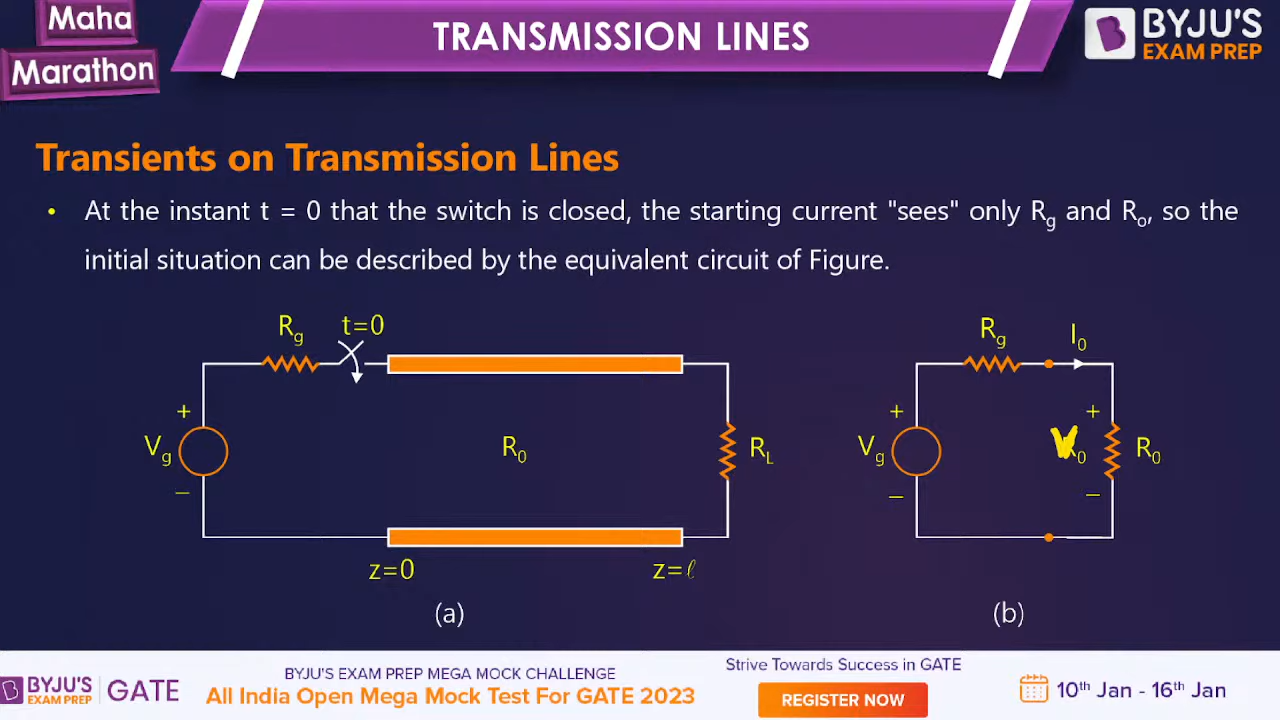 Maha
Marathon
TRANSMISSION LINES
BYJU'S
EXAM PREP
Transients on Transmission Lines
• At the instant t = 0 that the switch is closed, the starting current "sees" only Rg and Ro, so the
initial situation can be described by the equivalent circuit of Figure.
Rg
t=0
+
Vg
−
R0
RL
z=0
z=ℓ
(a)
Rg
I0
+
Vg
−
+
V0
−
R0
(b)
BYJU'S
EXAM PREP
GATE
BYJU'S EXAM PREP MEGA MOCK CHALLENGE
All India Open Mega Mock Test For GATE 2023
Strive Towards Success in GATE
REGISTER NOW
10th Jan - 16th Jan